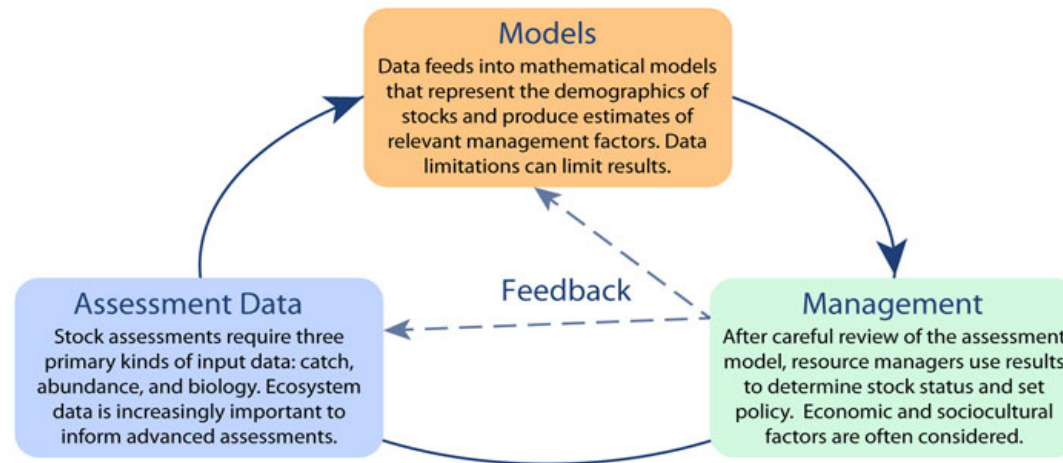 Models
Data feeds into mathematical models
that represent the demographics of
stocks and produce estimates of
relevant management factors. Data
limitations can limit results.
Feedback
Assessment Data
Stock assessments require three
primary kinds of input data: catch,
abundance, and biology. Ecosystem
data is increasingly important to
inform advanced assessments.
Management
After careful review of the assessment
model, resource managers use results
to determine stock status and set
policy. Economic and sociocultural
factors are often considered.